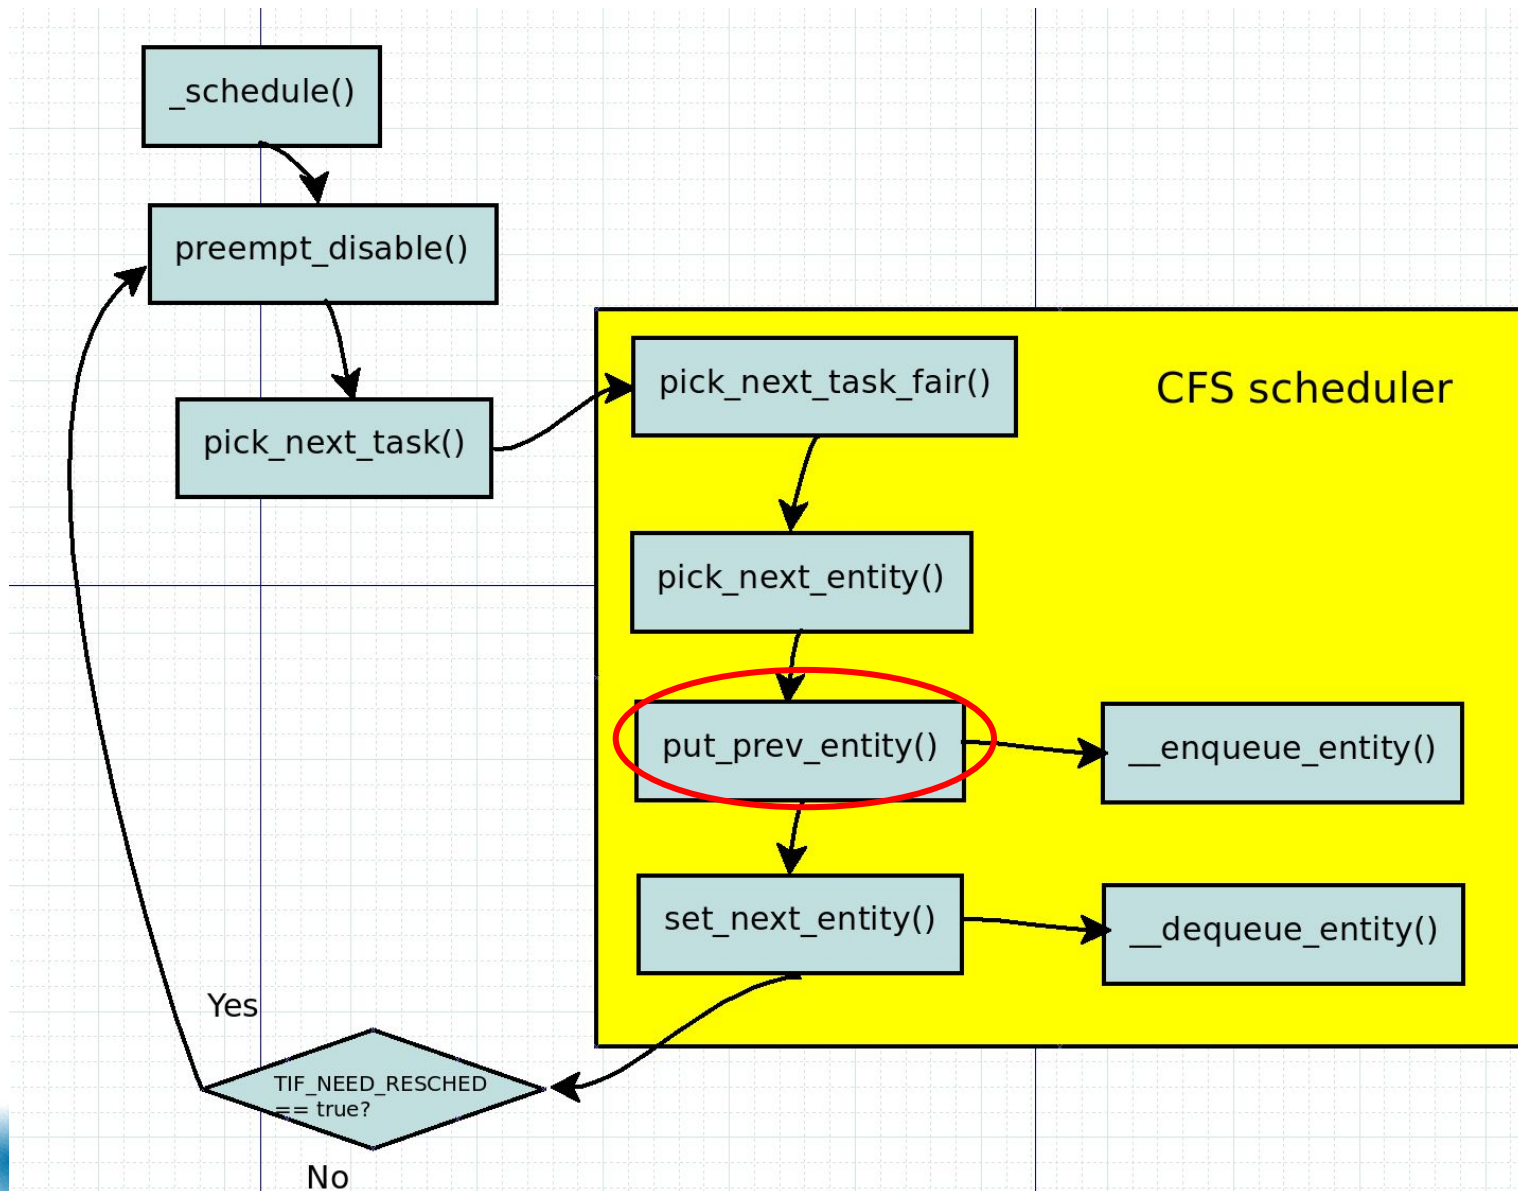 _schedule()
preempt_disable()
pick_next_task()
pick_next_task_fair()
CFS scheduler
pick_next_entity()
put_prev_entity()
__enqueue_entity()
set_next_entity()
__dequeue_entity()
Yes
TIF_NEED_RESCHED
== true?
No